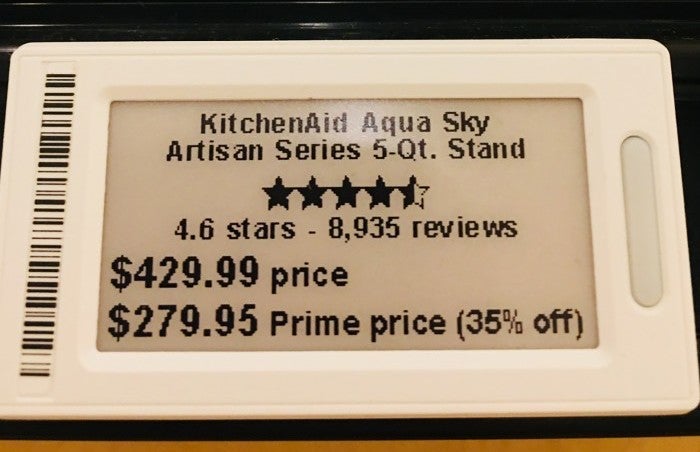 KitchenAid Aqua Sky
Artisan Series 5-Qt. Stand
4.6 stars - 8,935 reviews
$429.99 price
$279.95 Prime price (35% off)